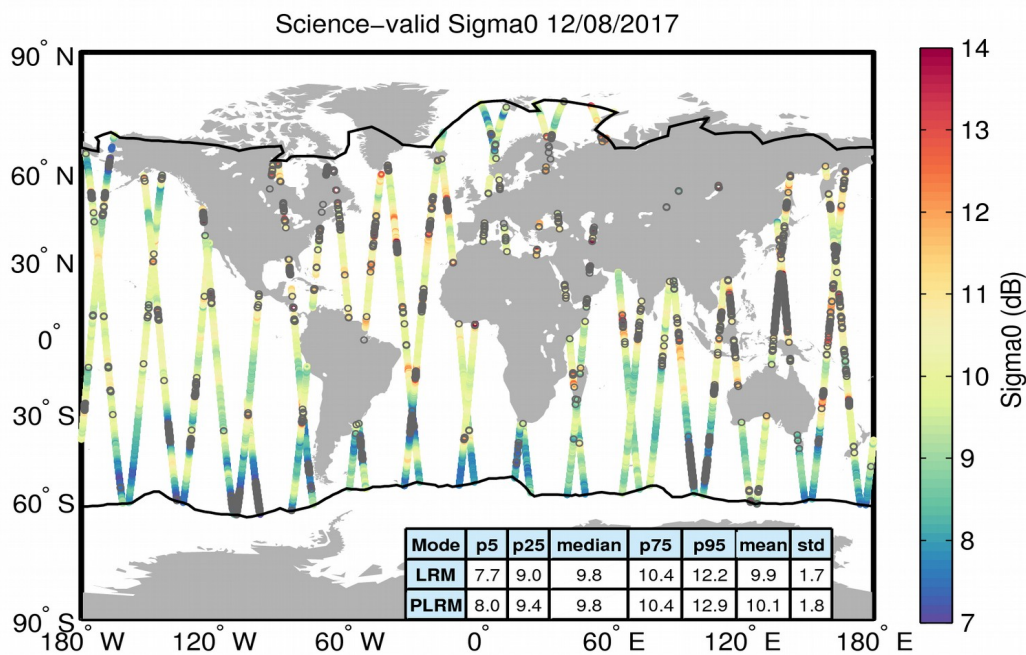 Science−valid Sigma0 12/08/2017
90° N
60° N
30° N
0°
30° S
60° S
90° S
180° W
120° W
60° W
0°
60° E
120° E
180° E
14
13
12
11
10
9
8
7
Sigma0 (dB)
Mode p5 p25 median p75 p95 mean std
LRM 7.7 9.0 9.8 10.4 12.2 9.9 1.7
PLRM 8.0 9.4 9.8 10.4 12.9 10.1 1.8